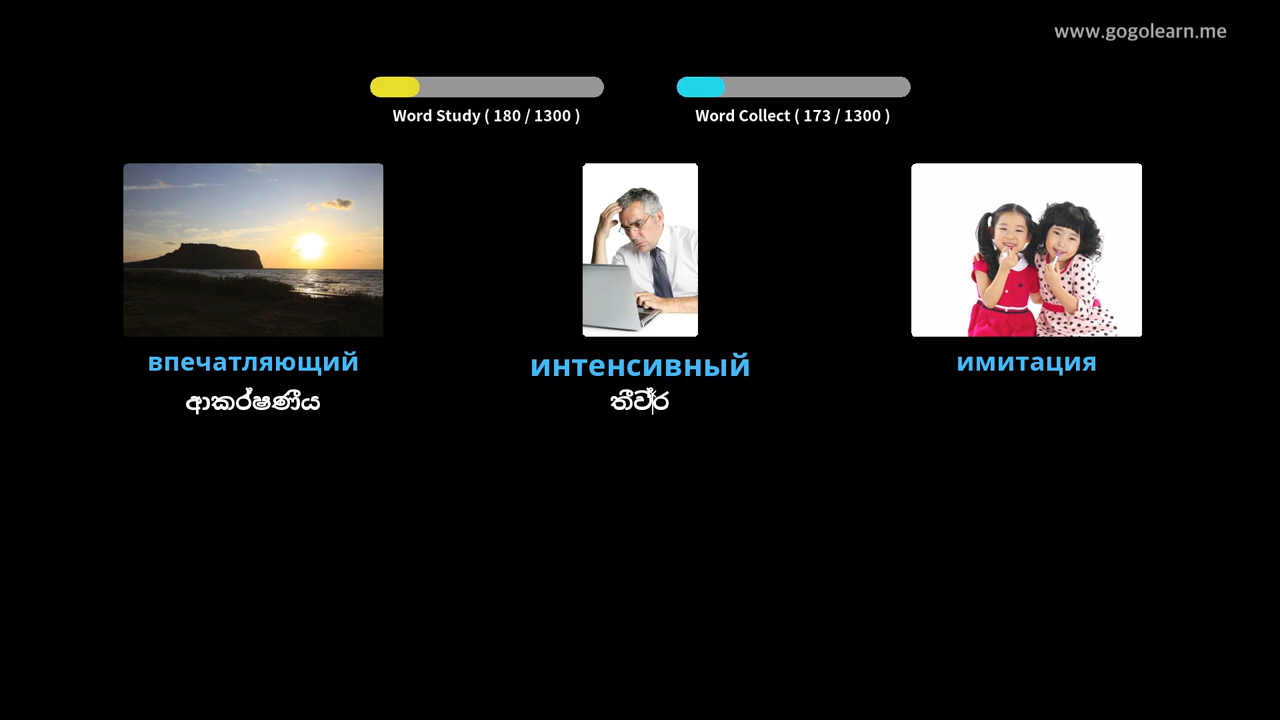 www.gogolearn.me
Word Study ( 180 / 1300 )
Word Collect ( 173 / 1300 )
впечатляющий
ආකර්ෂණීය
интенсивный
තීව්ර
имитация